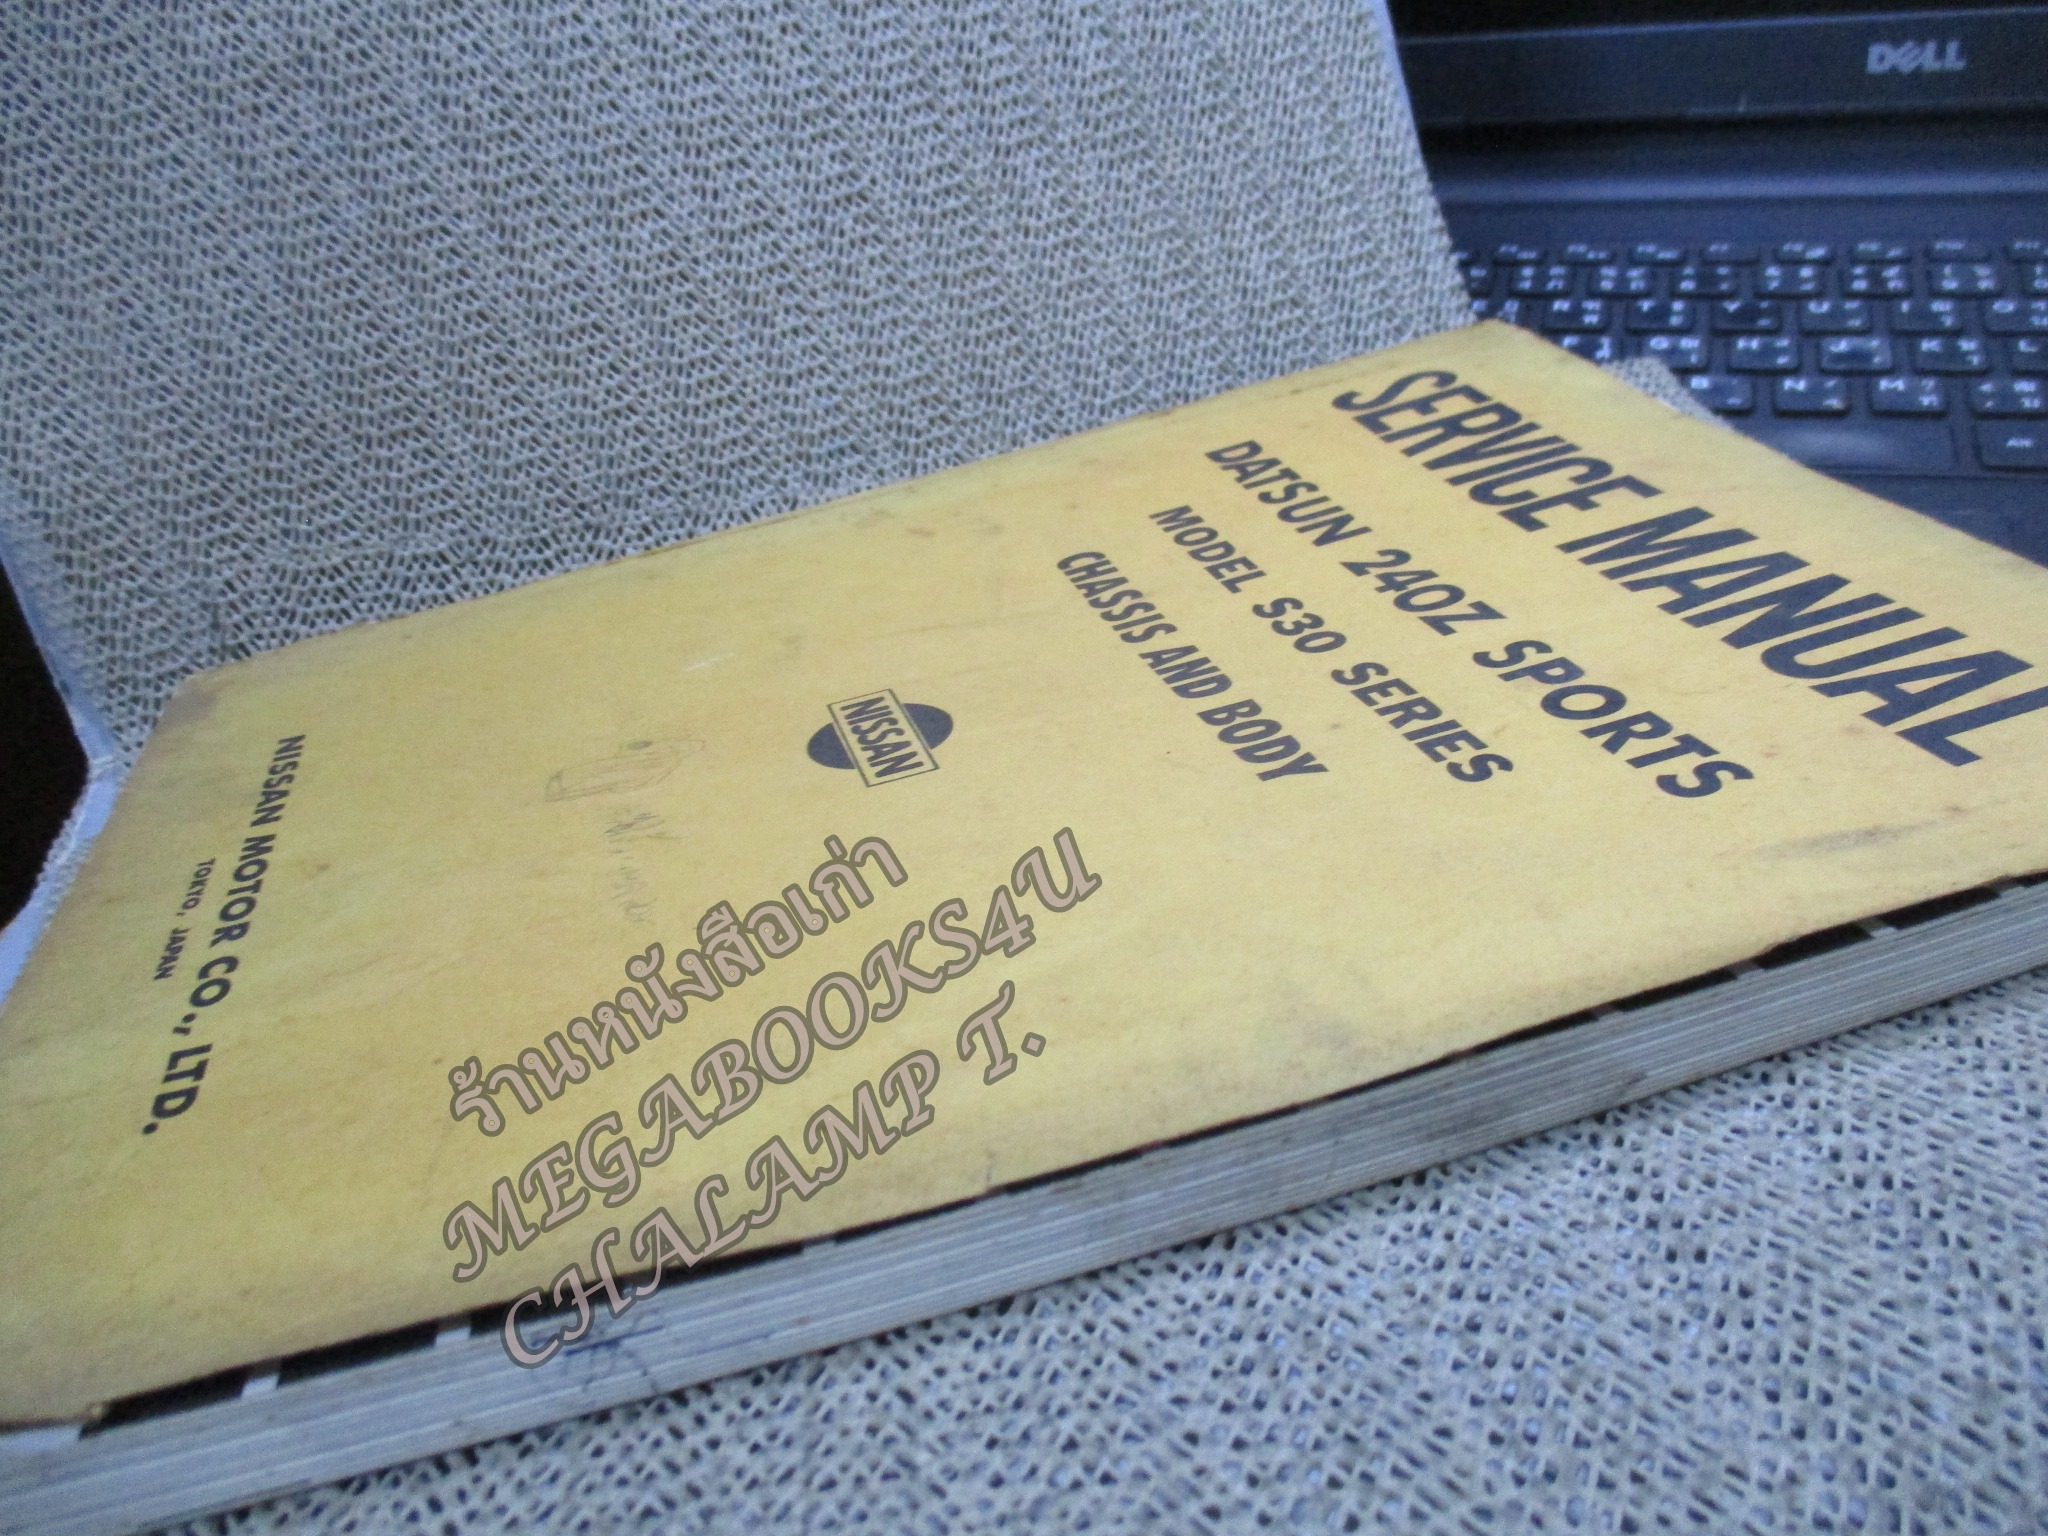 DELL
SERVICE MANUAL
DATSUN 240Z SPORTS
MODEL S30 SERIES
CHASSIS AND BODY
NISSAN
NISSAN MOTOR CO., LTD.
TOKYO, JAPAN
ร้านหนังสือเก่า
MEGABOOKS4U
CHALAMP T.